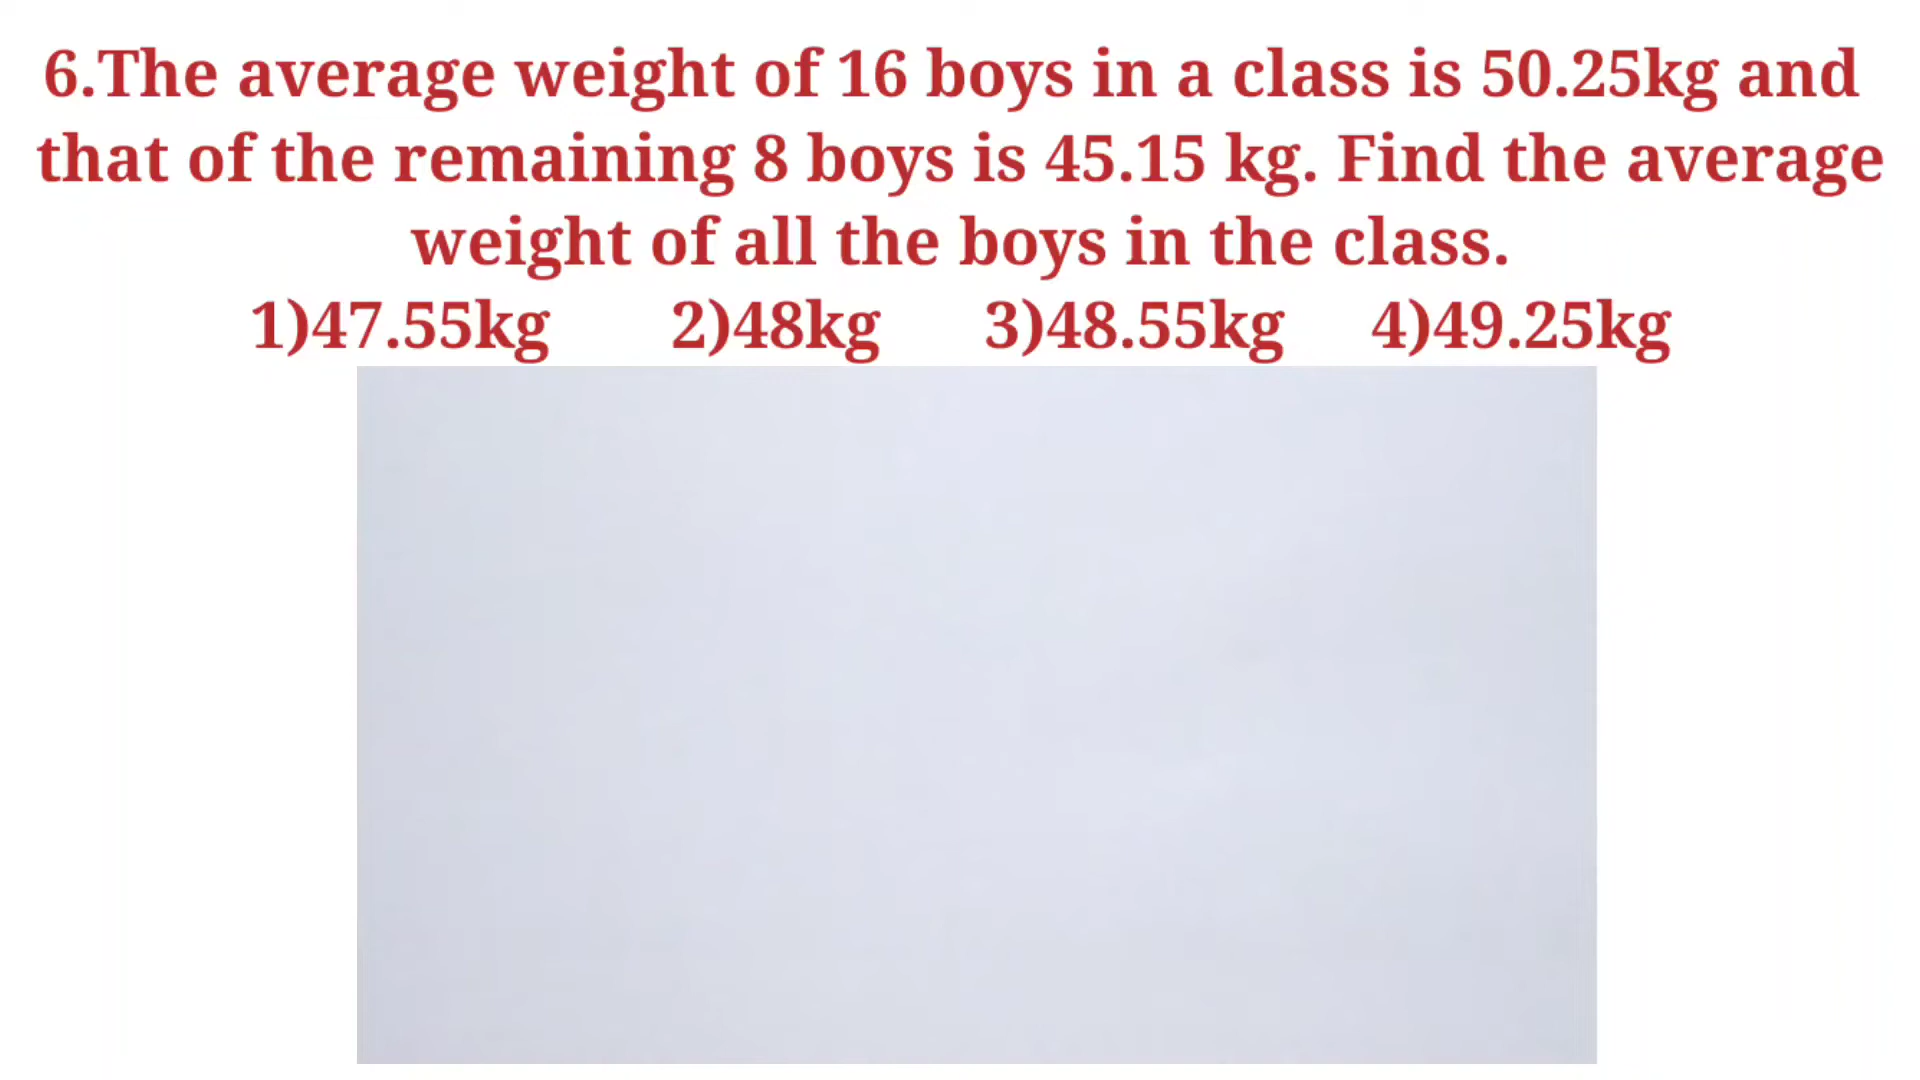 6.The average weight of 16 boys in a class is 50.25kg and
that of the remaining 8 boys is 45.15 kg. Find the average
weight of all the boys in the class.
1)47.55kg 2)48kg 3)48.55kg 4)49.25kg